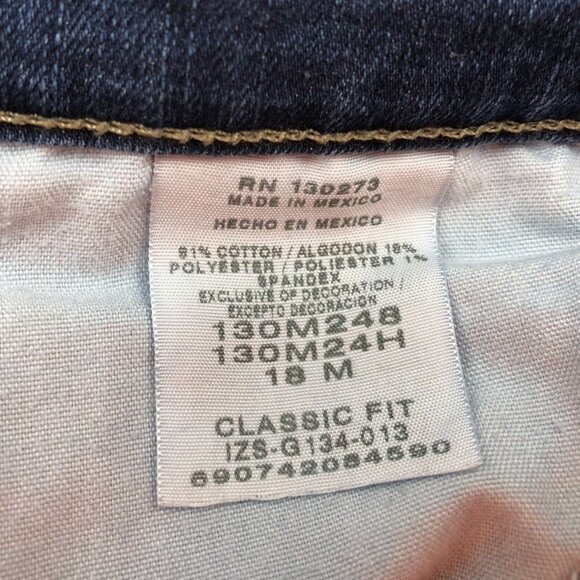 RN 130273
MADE IN MEXICO
HECHO EN MEXICO
81% COTTON/ALGODON 18%
POLYESTER/POLIESTER 1%
SPANDEX
EXCLUSIVE OF DECORATION/
EXCEPTO DECORACION
130M248
130M24H
18 M
CLASSIC FIT
IZS-G134-013
690742084590